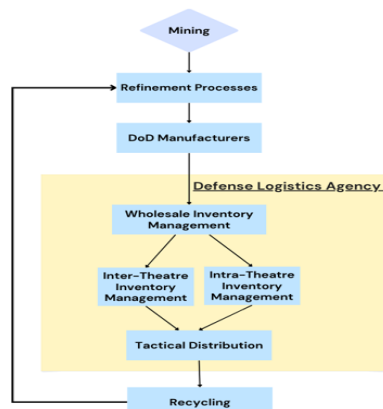 Mining
Refinement Processes
DoD Manufacturers
Defense Logistics Agency
Wholesale Inventory
Management
Inter-Theatre
Inventory
Management
Intra-Theatre
Inventory
Management
Tactical Distribution
Recycling